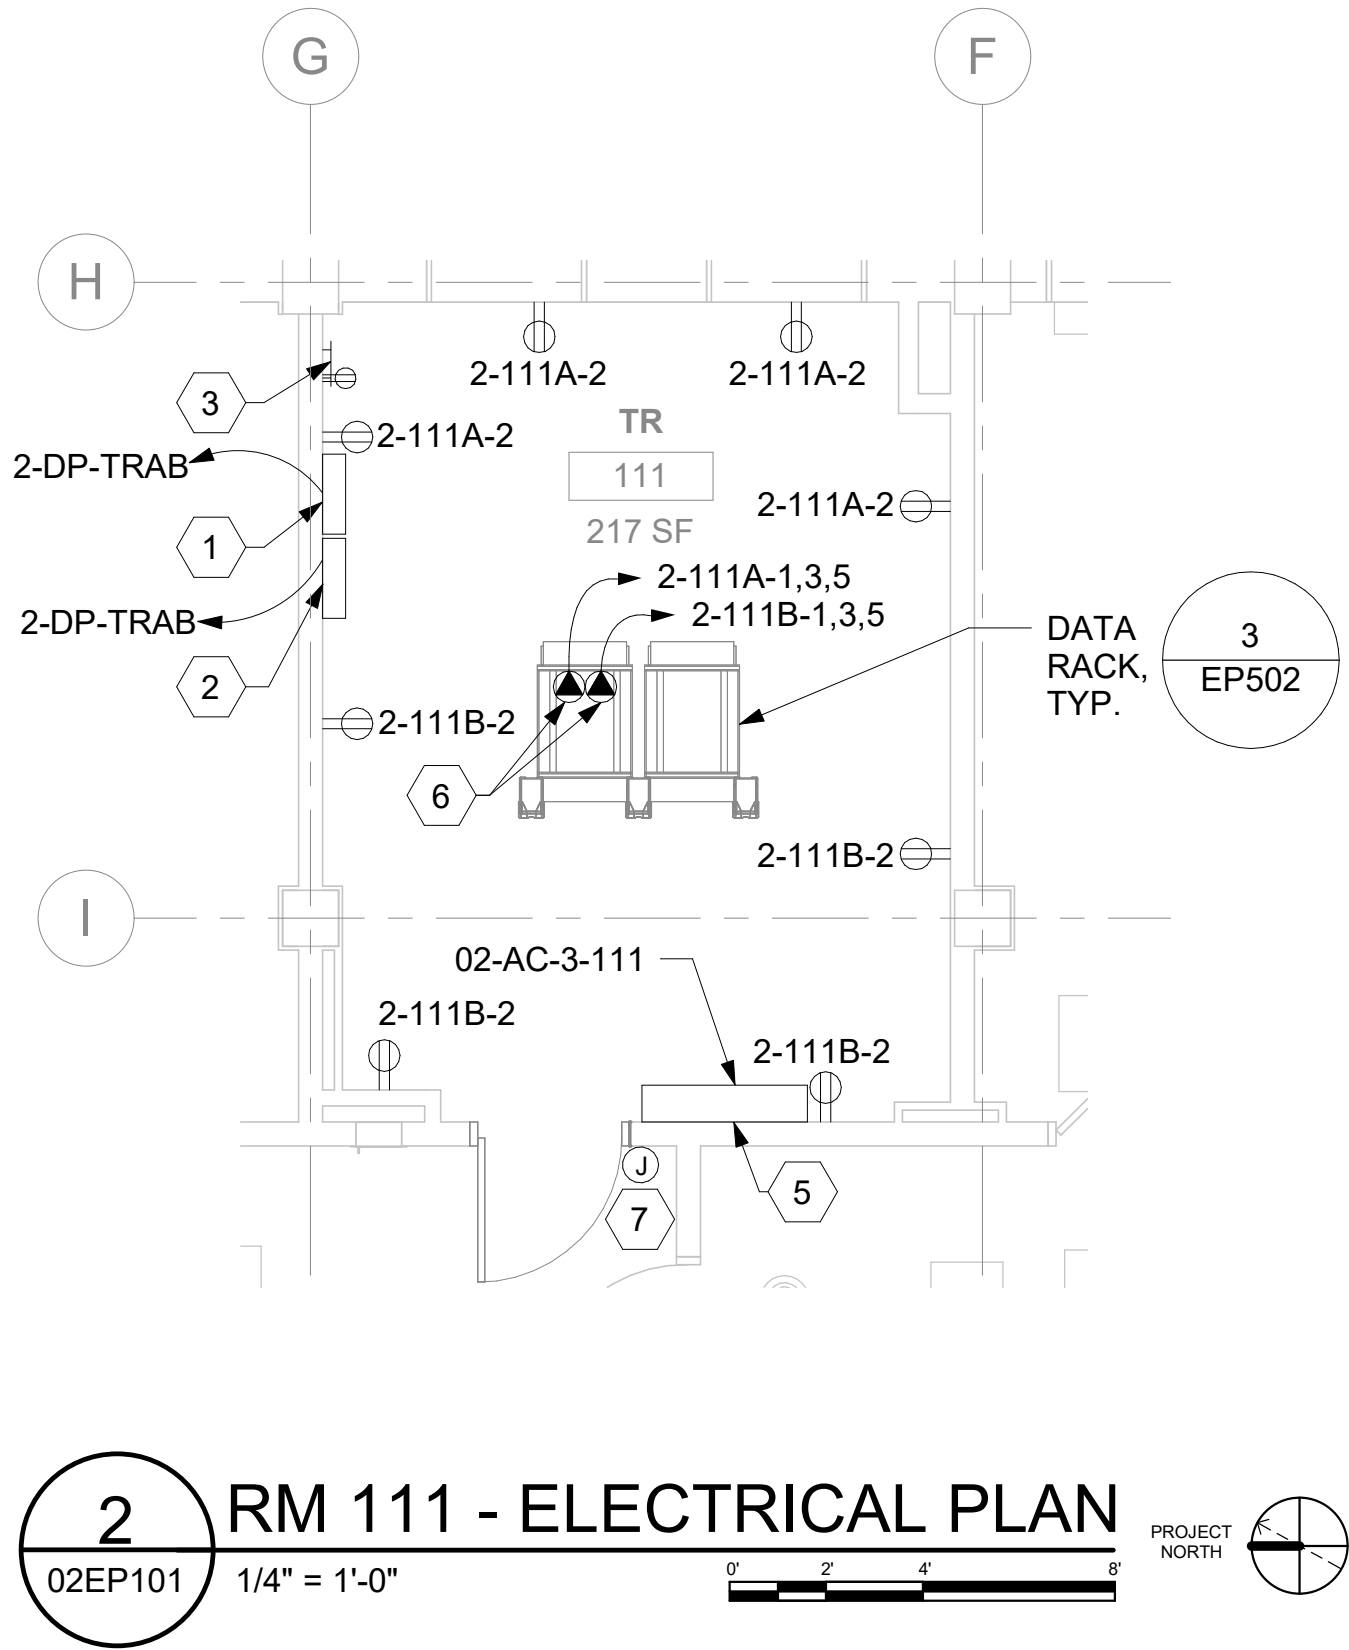 G
F
H
2-111A-2
2-111A-2
3
2-111A-2
TR
2-DP-TRAB
111
2-111A-2
217 SF
1
2-111A-1,3,5
2-DP-TRAB
2-111B-1,3,5
DATA
RACK,
TYP.
3
EP502
2
2-111B-2
6
2-111B-2
I
02-AC-3-111
2-111B-2
2-111B-2
J
5
7
2
02EP101
RM 111 - ELECTRICAL PLAN
1/4" = 1'-0"
0' 2' 4' 8'
PROJECT
NORTH